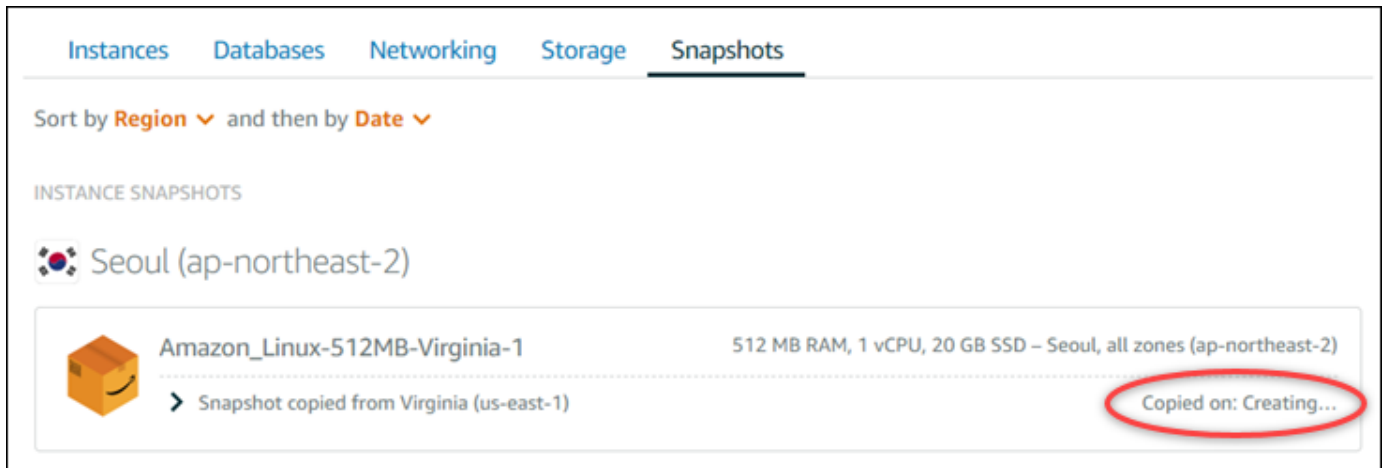 Instances Databases Networking Storage Snapshots
Sort by Region and then by Date
INSTANCE SNAPSHOTS
Seoul (ap-northeast-2)
Amazon_Linux-512MB-Virginia-1 512 MB RAM, 1 vCPU, 20 GB SSD – Seoul, all zones (ap-northeast-2)
Snapshot copied from Virginia (us-east-1) Copied on: Creating...